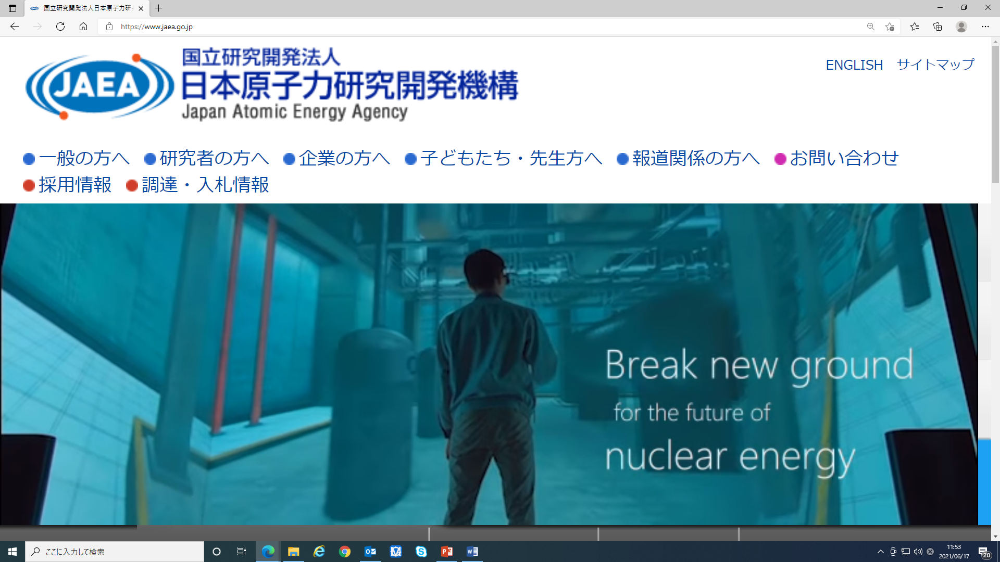 国立研究開発法人日本原子力研究
https://www.jaea.go.jp
JAEA
国立研究開発法人
日本原子力研究開発機構
Japan Atomic Energy Agency
ENGLISH サイトマップ
一般の方へ 研究者の方へ 企業の方へ 子どもたち・先生方へ 報道関係の方へ お問い合わせ
採用情報 調達・入札情報
Break new ground
for the future of
nuclear energy
ここに入力して検索
11:53
2021/06/17
20